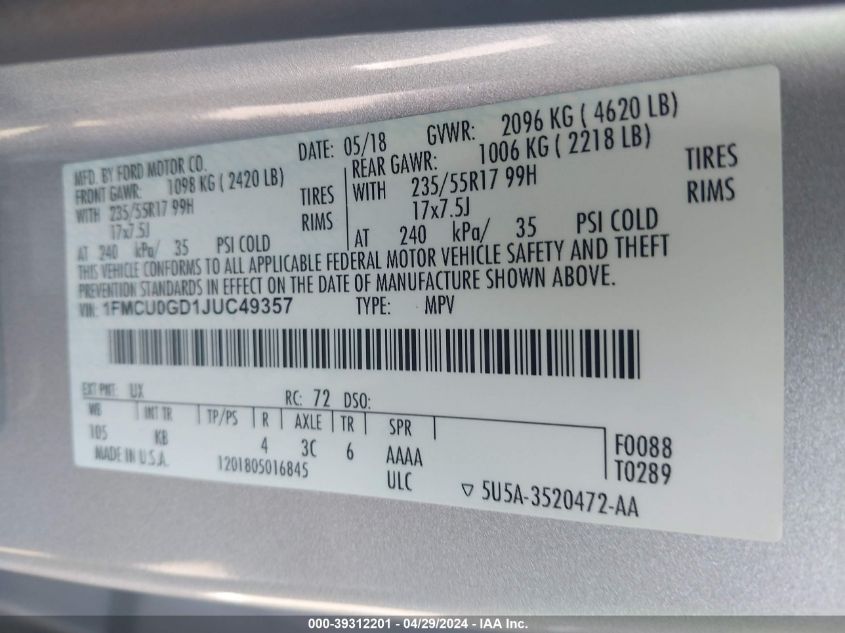 MFD. BY FORD MOTOR CO.
DATE: 05/18 GVWR: 2096 KG ( 4620 LB)
FRONT GAWR: 1098 KG ( 2420 LB)
WITH 235/55R17 99H TIRES
17x7.5J RIMS
AT 240 kPa/ 35 PSI COLD
REAR GAWR: 1006 KG ( 2218 LB)
WITH 235/55R17 99H TIRES
17x7.5J RIMS
AT 240 kPa/ 35 PSI COLD
THIS VEHICLE CONFORMS TO ALL APPLICABLE FEDERAL MOTOR VEHICLE SAFETY AND THEFT
PREVENTION STANDARDS IN EFFECT ON THE DATE OF MANUFACTURE SHOWN ABOVE.
VIN: 1FMCU0GD1JUC49357 TYPE: MPV
EXT PNT: UX RC: 72 DSO:
WB INT TR TP/PS R AXLE TR SPR
105 KB 4 3C 6 AAAA F0088
MADE IN U.S.A. 1201805016845 ULC T0289
5U5A-3520472-AA
000-39312201 - 04/29/2024 - IAA Inc.